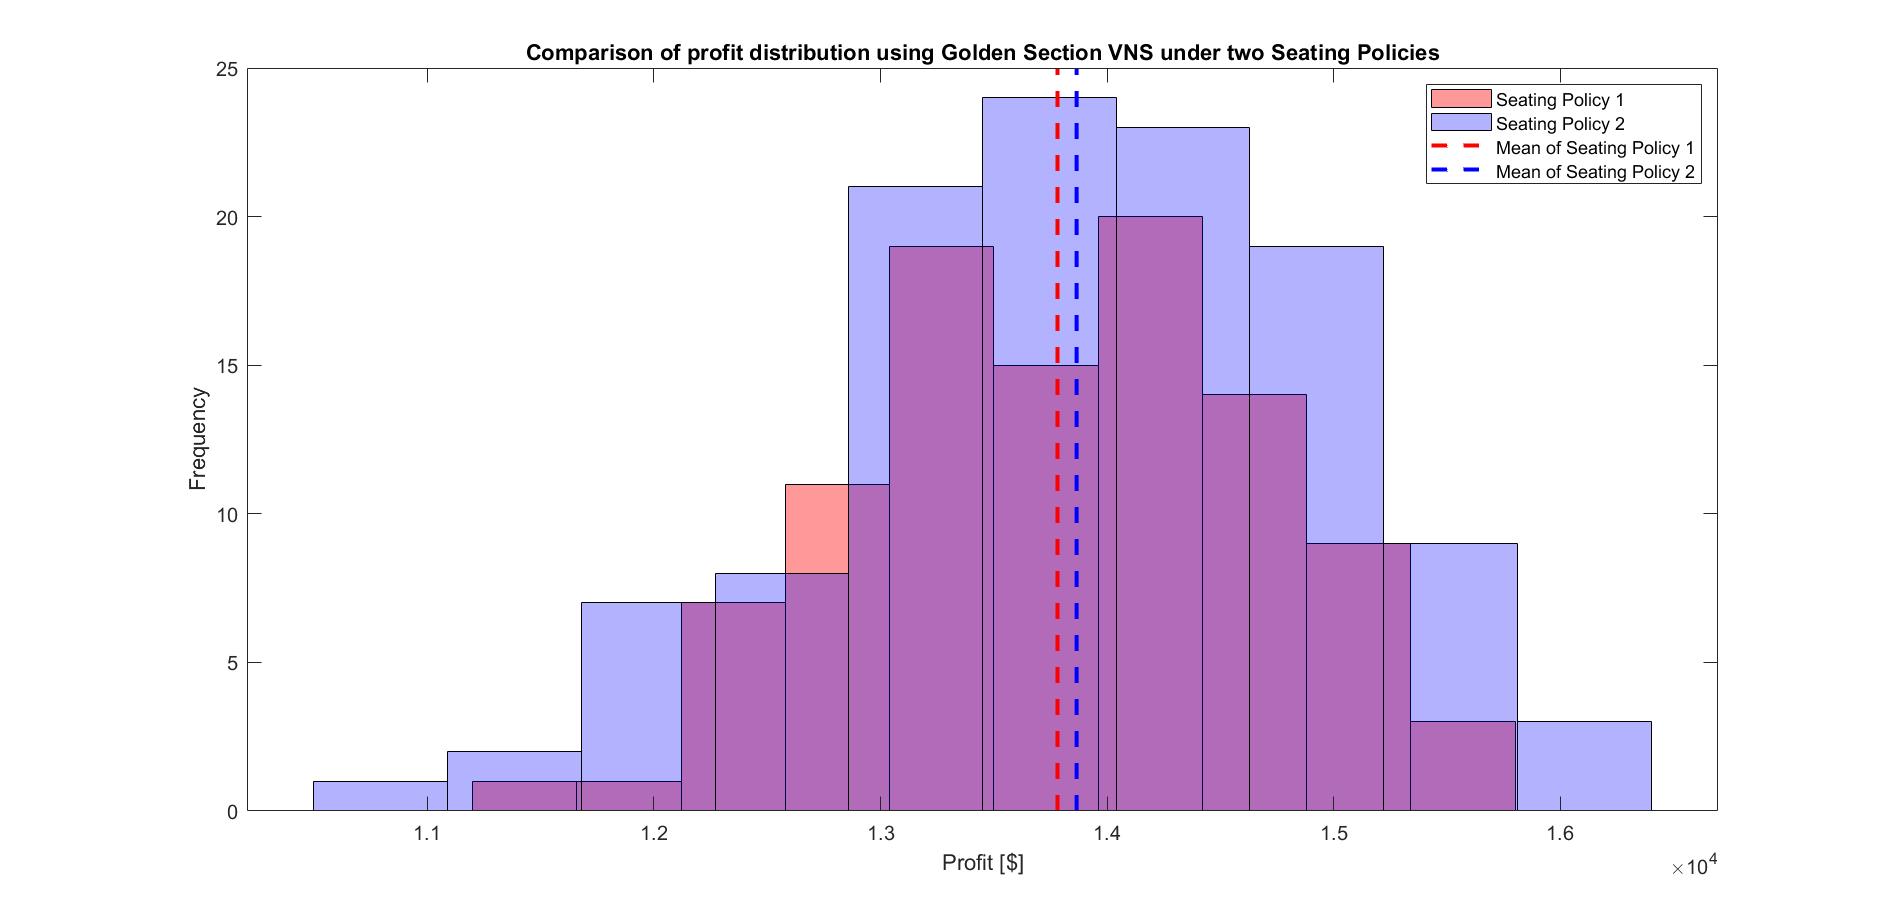 Comparison of profit distribution using Golden Section VNS under two Seating Policies
Seating Policy 1
Seating Policy 2
Mean of Seating Policy 1
Mean of Seating Policy 2
25
20
15
10
5
0
Frequency
1.1 1.2 1.3 1.4 1.5 1.6
Profit [$]
×10⁴